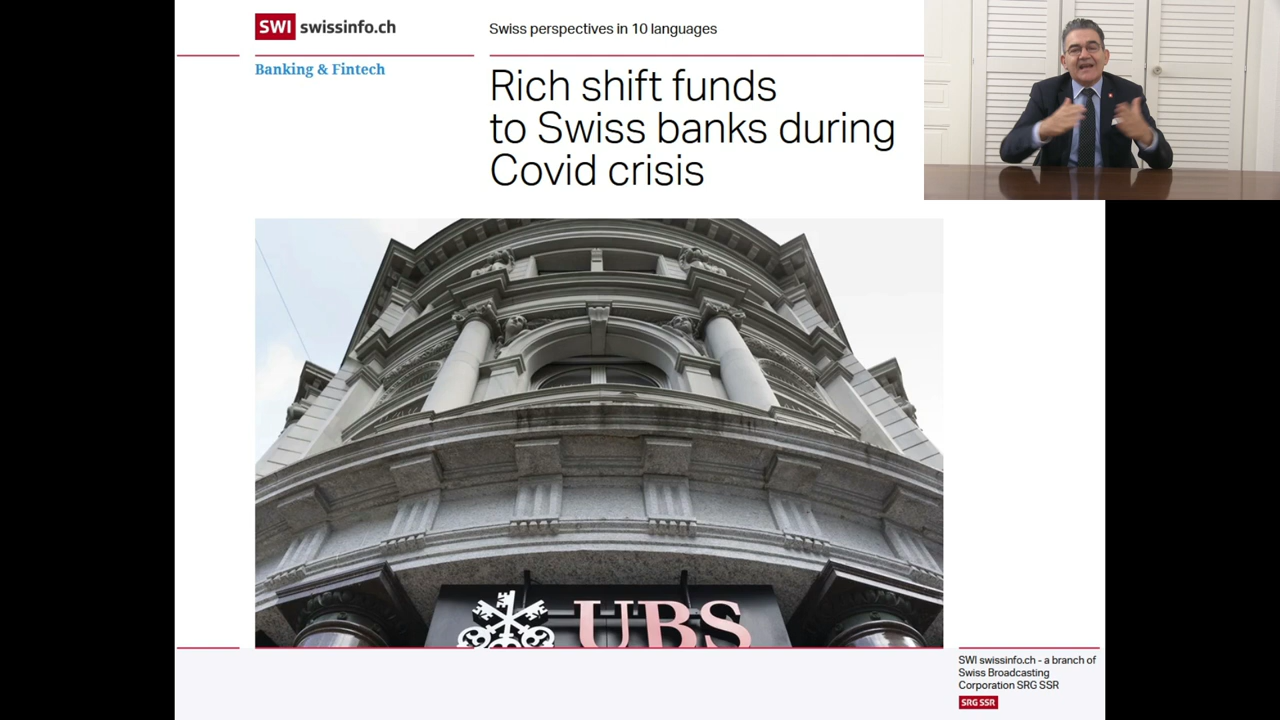 SWI swissinfo.ch
Swiss perspectives in 10 languages
Banking & Fintech
Rich shift funds
to Swiss banks during
Covid crisis
UBS
SWI swissinfo.ch - a branch of
Swiss Broadcasting
Corporation SRG SSR
SRG SSR